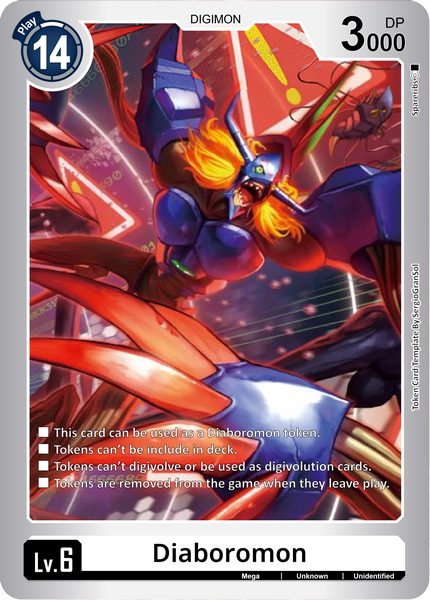 Play
14
DIGIMON
DP
3000
Spareribs©
Token Card Template By SergioGranSol
This card can be used as a Diaboromon token.
Tokens can't be include in deck.
Tokens can't digivolve or be used as digivolution cards.
Tokens are removed from the game when they leave play.
Lv.6
Diaboromon
Mega | Unknown | Unidentified